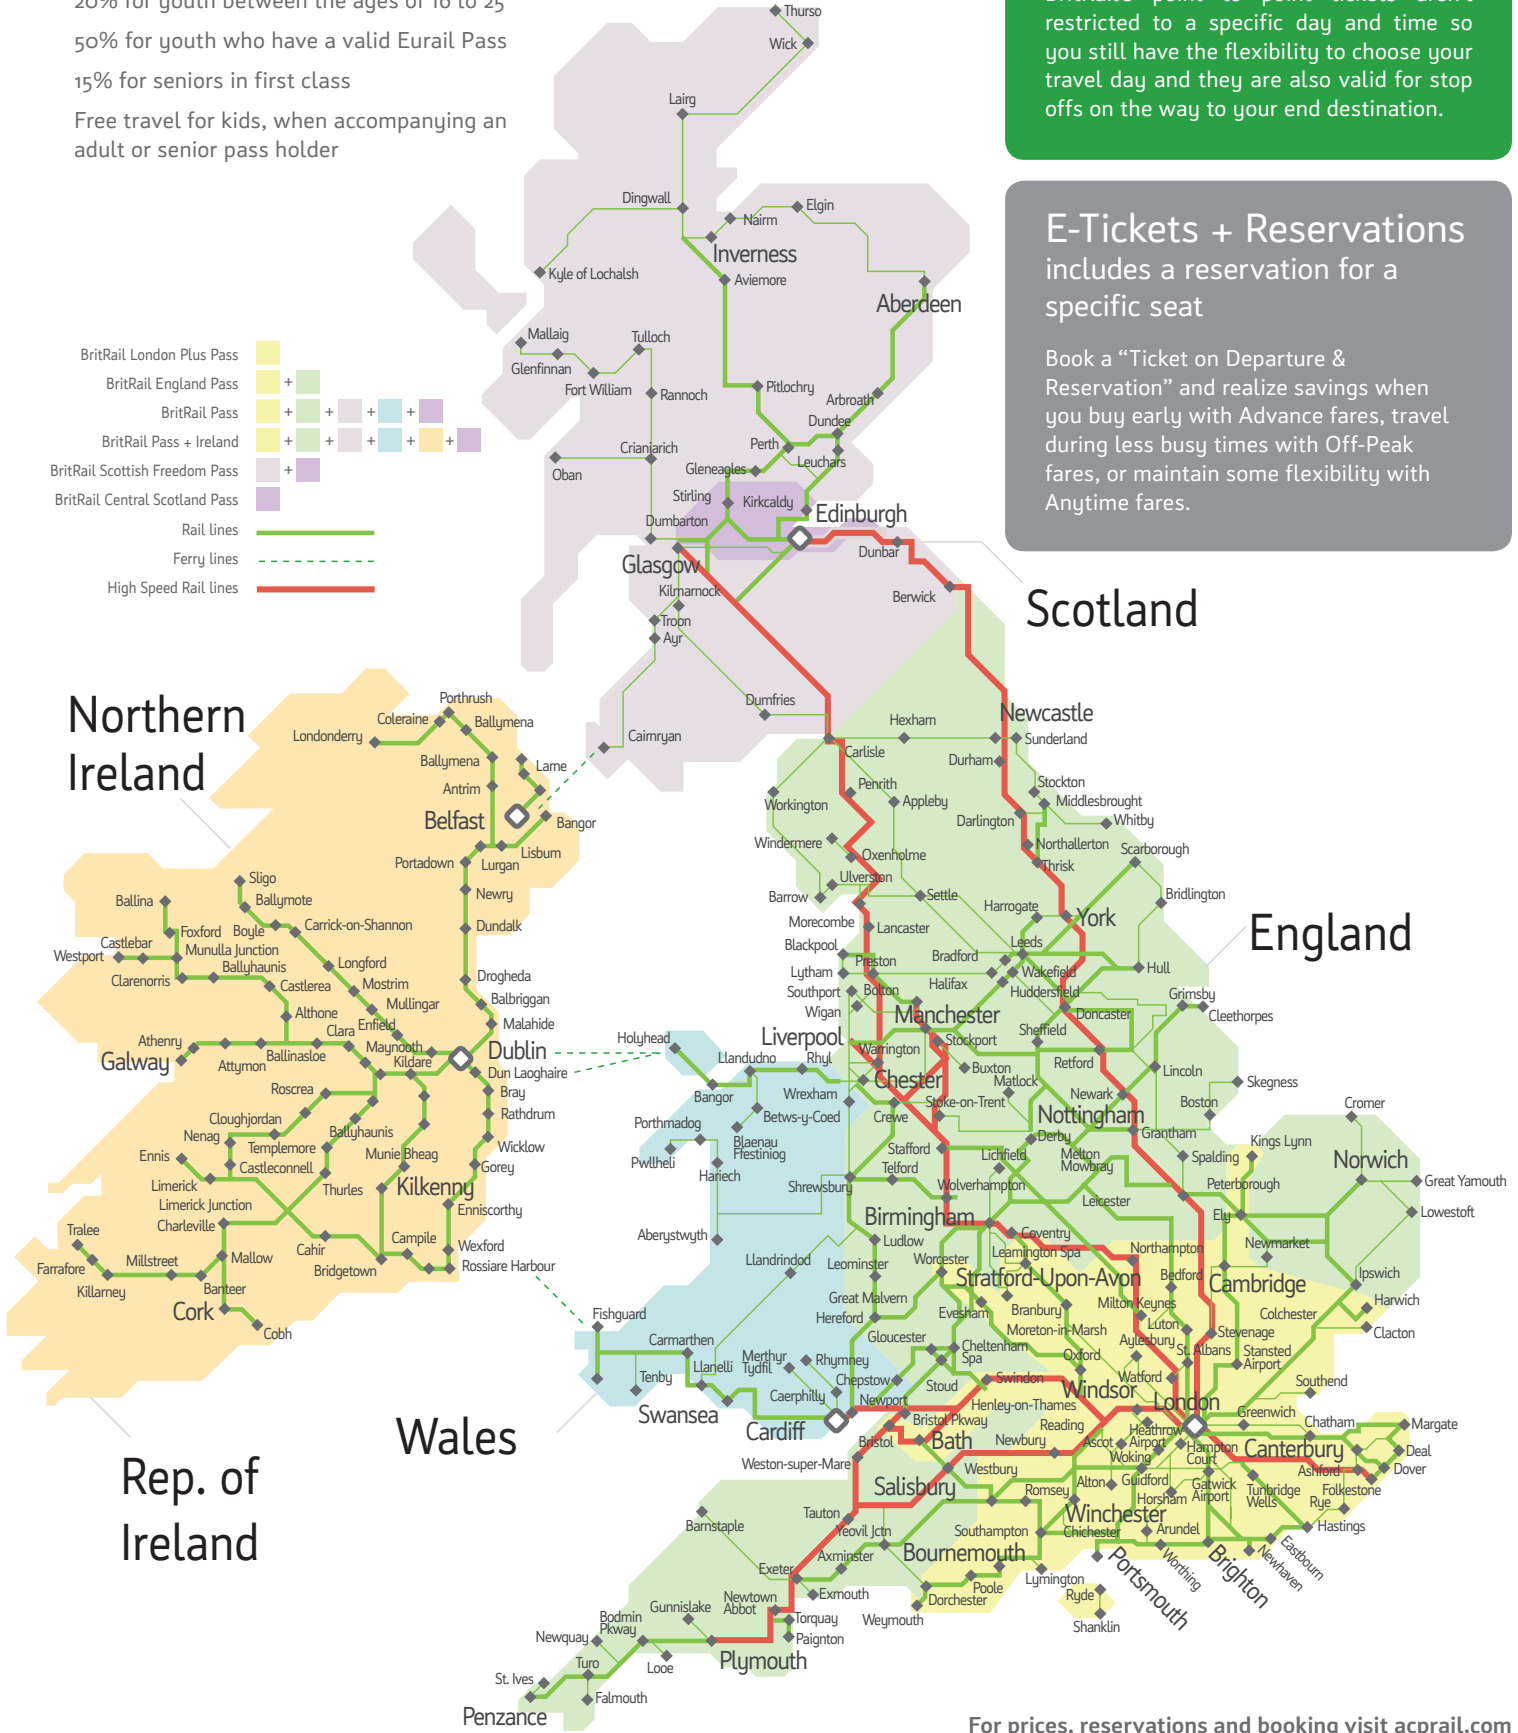 20% for youth between the ages of 16 to 25
50% for youth who have a valid Eurail Pass
15% for seniors in first class
Free travel for kids, when accompanying an
adult or senior pass holder
restricted to a specific day and time so
you still have the flexibility to choose your
travel day and they are also valid for stop
offs on the way to your end destination.
E-Tickets + Reservations
includes a reservation for a
specific seat
Book a “Ticket on Departure &
Reservation” and realize savings when
you buy early with Advance fares, travel
during less busy times with Off-Peak
fares, or maintain some flexibility with
Anytime fares.
BritRail London Plus Pass
BritRail England Pass
+
BritRail Pass
+ + + +
BritRail Pass + Ireland
+ + + + +
BritRail Scottish Freedom Pass
+
BritRail Central Scotland Pass
Rail lines
Ferry lines
High Speed Rail lines
Scotland
Thurso
Wick
Lairg
Dingwall
Nairm
Elgin
Inverness
Kyle of Lochalsh
Aviemore
Aberdeen
Mallaig
Tulloch
Glenfinnan
Fort William
Rannoch
Pitlochry
Arbroath
Dundee
Crianlarich
Perth
Oban
Gleneagles
Leuchars
Stirling
Kirkcaldy
Dumbarton
Edinburgh
Dunbar
Glasgow
Kilmarnock
Berwick
Troon
Ayr
Dumfries
Cairnryan
Northern
Ireland
Porthrush
Coleraine
Ballymena
Londonderry
Ballymena
Larne
Antrim
Belfast
Bangor
Portadown
Lurgan
Lisburn
Newry
Dundalk
Drogheda
Balbriggan
Malahide
Sligo
Ballina
Ballymote
Foxford
Boyle
Carrick-on-Shannon
Castlebar
Westport
Munulla Junction
Ballyhaunis
Longford
Clarenorris
Castlerea
Mostrim
Mullingar
Althone
Clara
Enfield
Athenry
Maynooth
Galway
Attymon
Ballinasloe
Kildare
Dublin
Dun Laoghaire
Roscrea
Bray
Rathdrum
Cloughjordan
Nenag
Ballyhaunis
Templemore
Wicklow
Ennis
Castleconnell
Munie Bheag
Gorey
Limerick
Thurles
Kilkenny
Limerick Junction
Enniscorthy
Charleville
Tralee
Campile
Wexford
Farrafore
Millstreet
Mallow
Cahir
Bridgetown
Rossiare Harbour
Killarney
Banteer
Cork
Cobh
Rep. of
Ireland
England
Newcastle
Hexham
Sunderland
Carlisle
Durham
Penrith
Stockton
Workington
Appleby
Middlesbrought
Darlington
Whitby
Windermere
Northallerton
Oxenholme
Thrisk
Scarborough
Ulverston
Barrow
Settle
Bridlington
Harrogate
York
Morecombe
Lancaster
Blackpool
Leeds
Preston
Bradford
Hull
Lytham
Wakefield
Southport
Bolton
Halifax
Huddersfield
Grimsby
Wigan
Manchester
Doncaster
Cleethorpes
Sheffield
Liverpool
Stockport
Warrington
Retford
Buxton
Lincoln
Chester
Matlock
Skegness
Newark
Stoke-on-Trent
Boston
Crewe
Nottingham
Cromer
Derby
Grantham
Kings Lynn
Stafford
Lichfield
Melton
Mowbray
Spalding
Norwich
Telford
Shrewsbury
Wolverhampton
Peterborough
Great Yamouth
Leicester
Birmingham
Ely
Lowestoft
Coventry
Ludlow
Leamington Spa
Northampton
Newmarket
Worcester
Leominster
Stratford-Upon-Avon
Bedford
Cambridge
Ipswich
Great Malvern
Evesham
Branbury
Milton Keynes
Harwich
Hereford
Moreton-in-Marsh
Luton
Colchester
Gloucester
Aylesbury
Stevenage
Clacton
Cheltenham
Spa
Oxford
St. Albans
Stansted
Airport
Stoud
Swindon
Watford
Southend
Windsor
London
Henley-on-Thames
Greenwich
Chatham
Margate
Reading
Heathrow
Airport
Hampton
Court
Canterbury
Deal
Bristol Pkway
Bristol
Bath
Newbury
Ascot
Woking
Ashford
Dover
Weston-super-Mare
Westbury
Alton
Guidford
Gatwick
Airport
Tunbridge
Wells
Folkestone
Salisbury
Romsey
Horsham
Rye
Tauton
Winchester
Barnstaple
Yeovil Jctn
Southampton
Chichester
Arundel
Hastings
Axminster
Bournemouth
Eastbourn
Newhaven
Exeter
Portsmouth
Worthing
Brighton
Exmouth
Poole
Lymington
Newtown
Abbot
Dorchester
Ryde
Gunnislake
Weymouth
Shanklin
Bodmin
Pkway
Torquay
Newquay
Paignton
Plymouth
Looe
Turo
St. Ives
Falmouth
Penzance
Wales
Holyhead
Llandudno
Rhyl
Bangor
Wrexham
Porthmadog
Betws-y-Coed
Blaenau
Ffestiniog
Pwllheli
Hariech
Aberystwyth
Llandrindod
Fishguard
Carmarthen
Merthyr
Tydfil
Rhymney
Tenby
Llanelli
Chepstow
Caerphilly
Newport
Swansea
Cardiff
For prices, reservations and booking visit acprail.com